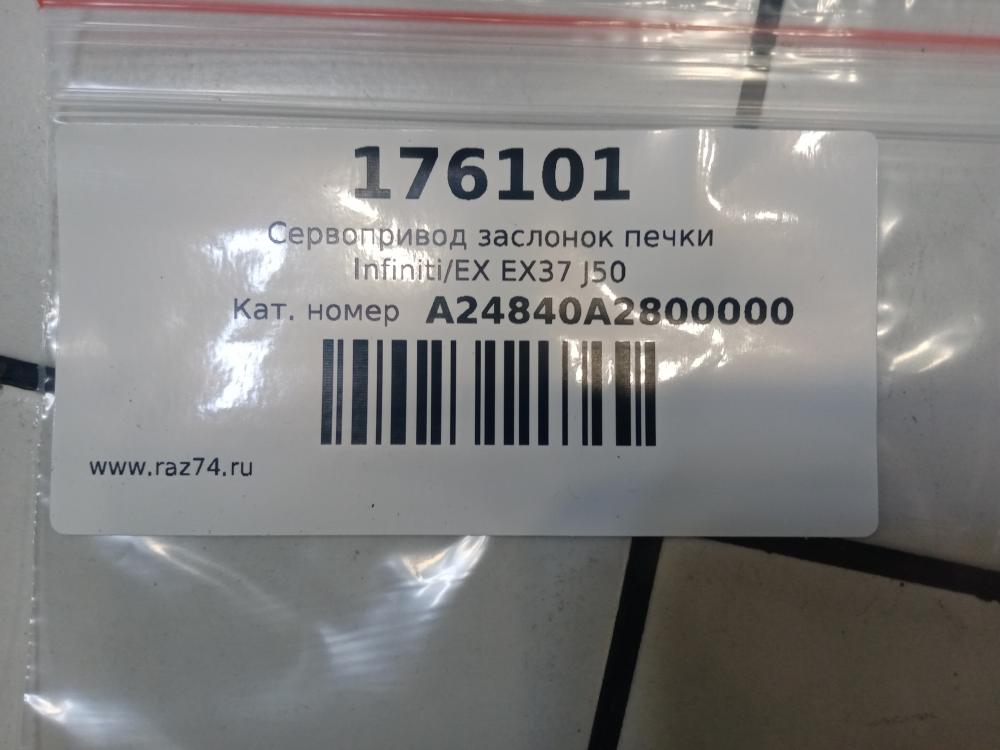 176101
Сервопривод заслонок печки
Infiniti/EX EX37 J50
Кат. номер A24840A2800000
www.raz74.ru